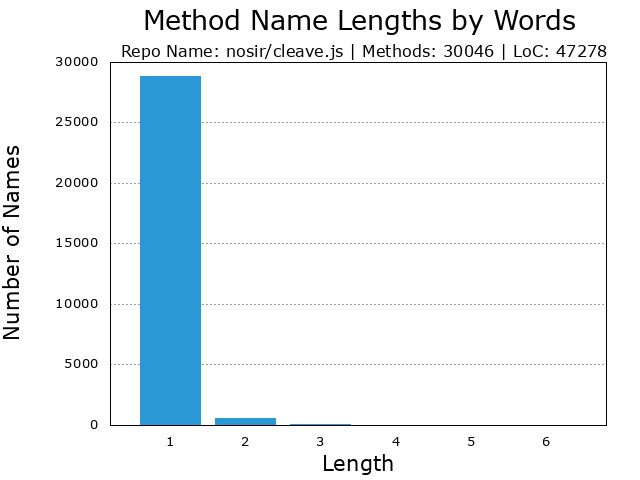 Method Name Lengths by Words
Repo Name: nosir/cleave.js | Methods: 30046 | LoC: 47278
Number of Names
30000
25000
20000
15000
10000
5000
0
1 2 3 4 5 6
Length